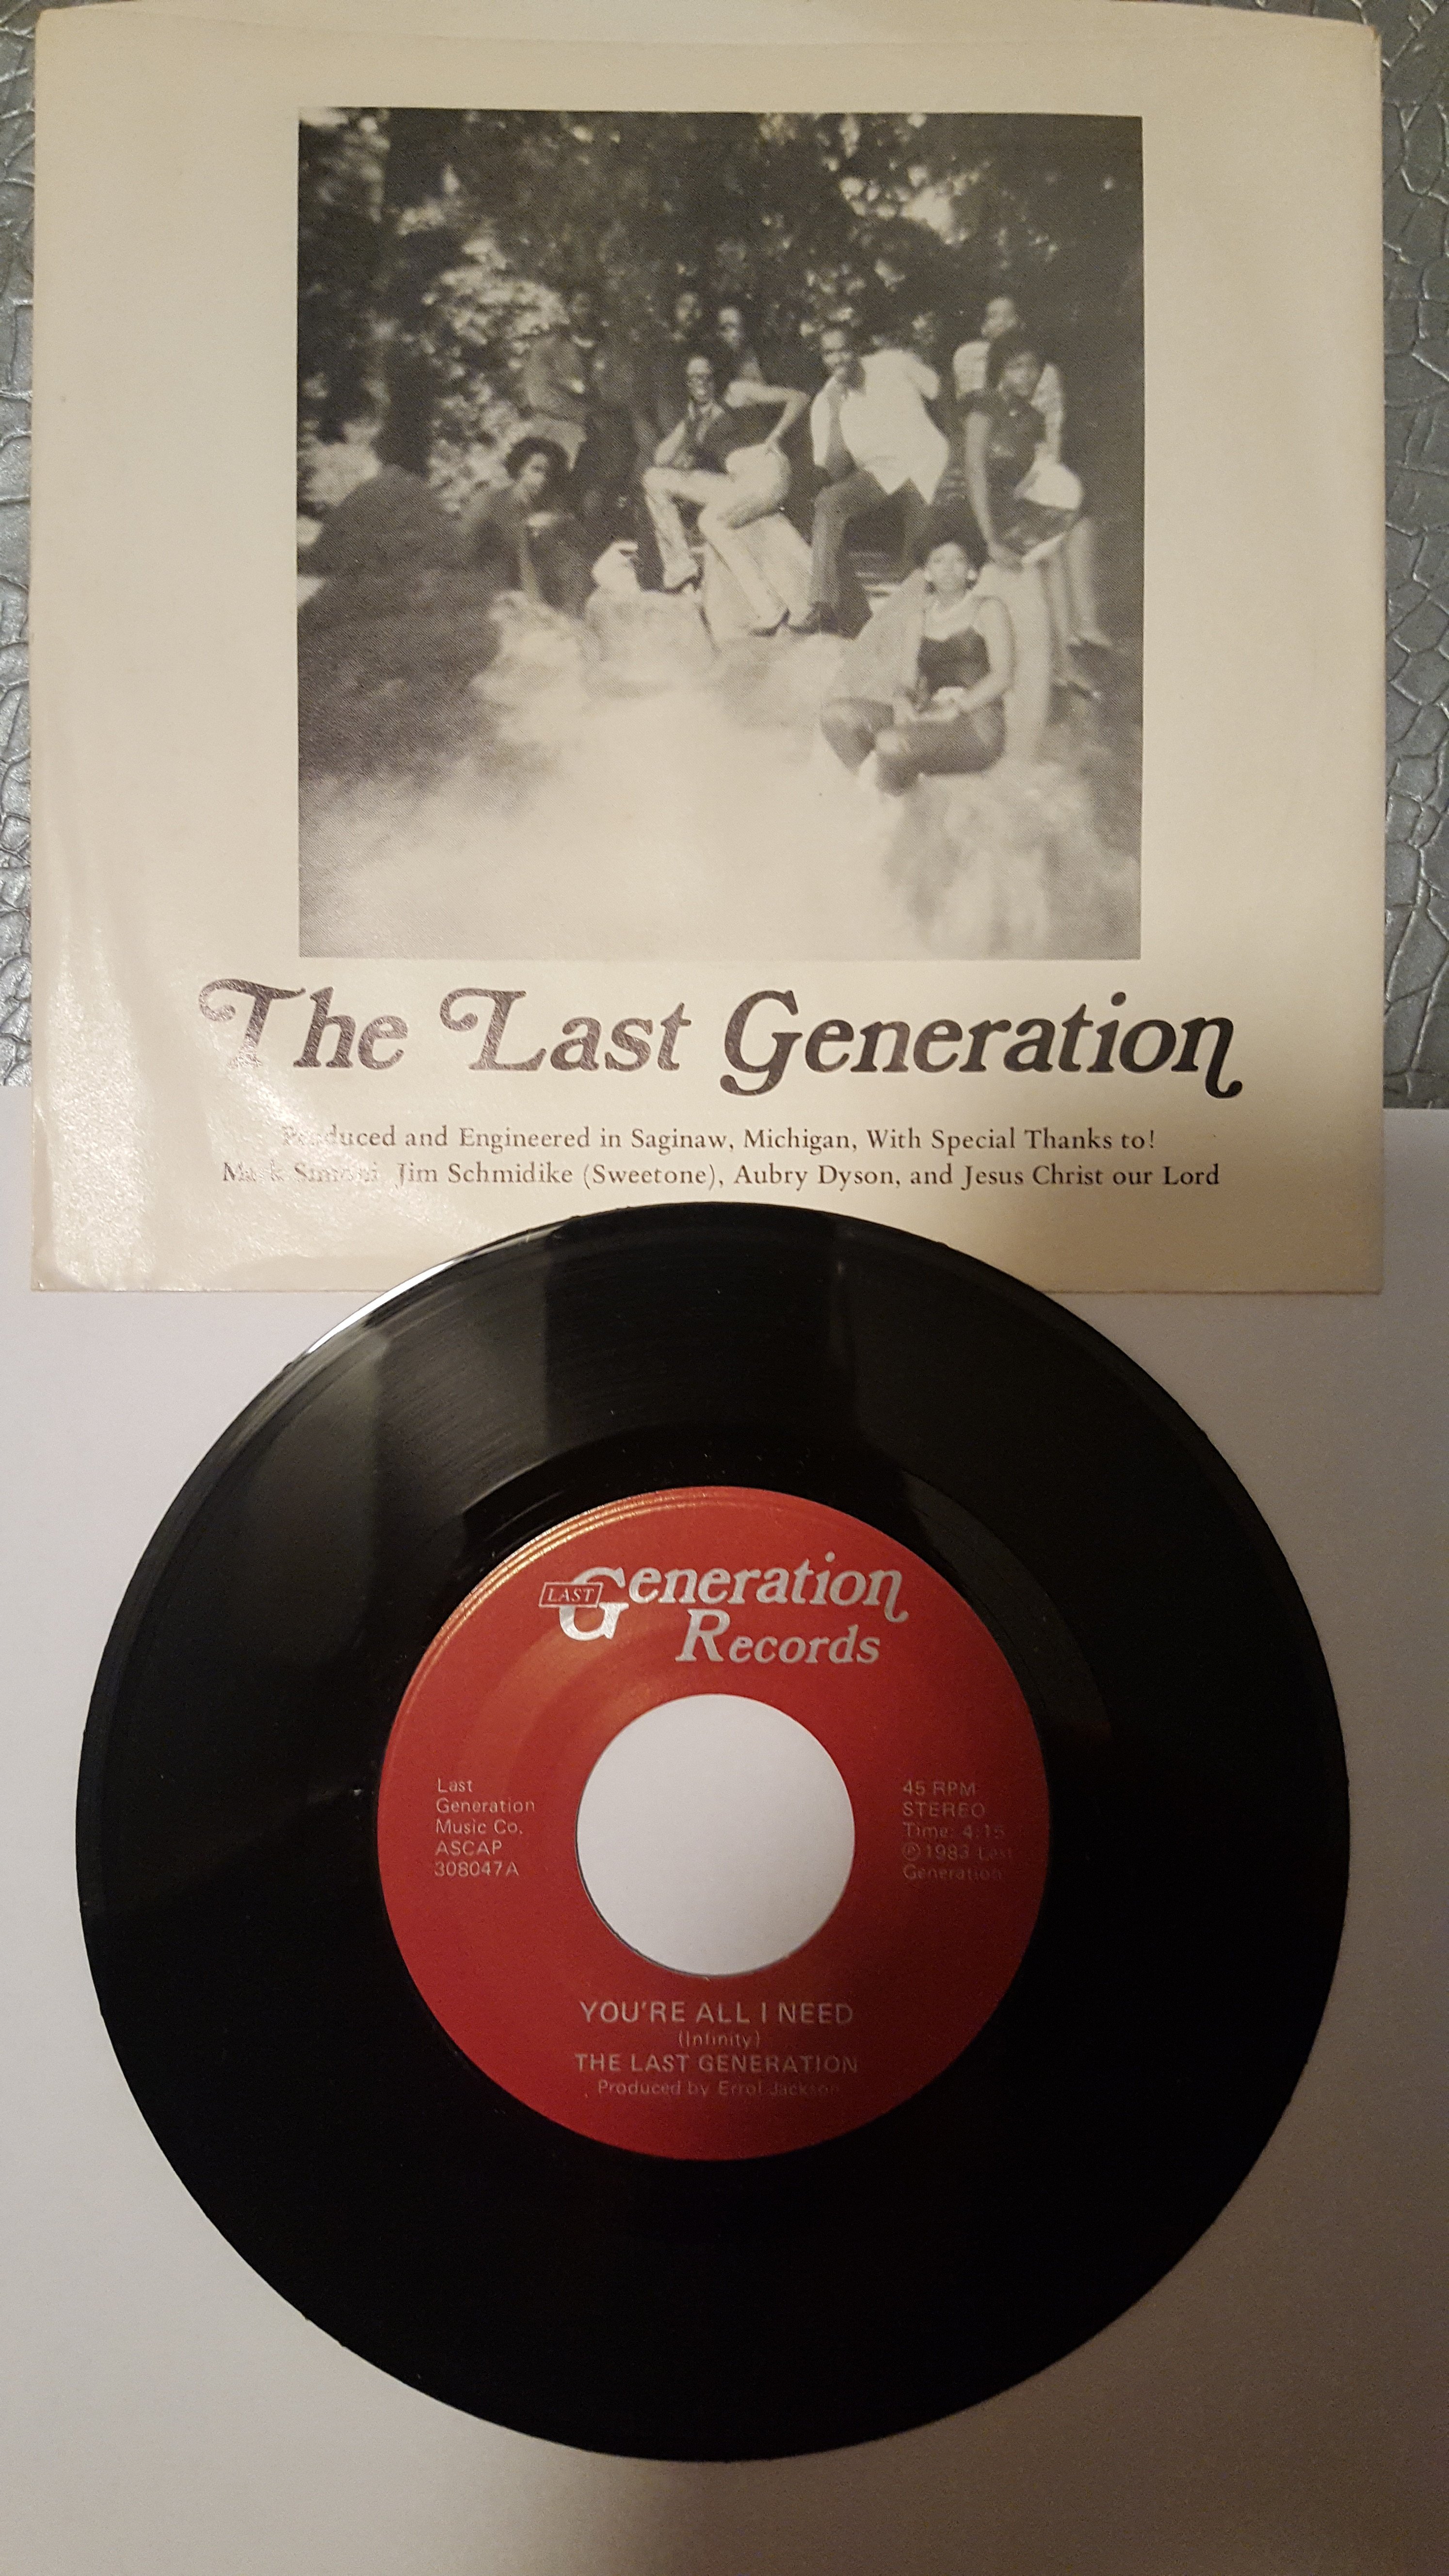 The Last Generation
Produced and Engineered in Saginaw, Michigan, With Special Thanks to!
Mark Jim Schmidike (Sweetone), Aubry Dyson, and Jesus Christ our Lord
LAST Generation
Records
Last
Generation
Music Co.
ASCAP
308047A
45 RPM
STEREO
Time: 4:15
℗1983 Last
Generation
YOU'RE ALL I NEED
(Infinity)
THE LAST GENERATION
Produced by Errol Jackson